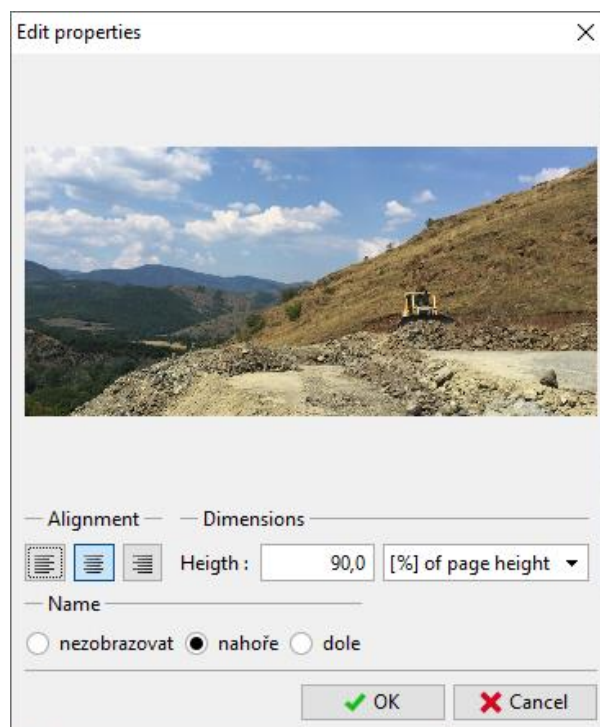 Edit properties
Alignment Dimensions
Heigth : 90,0 [%] of page height
Name
nezobrazovat nahoře dole
OK Cancel